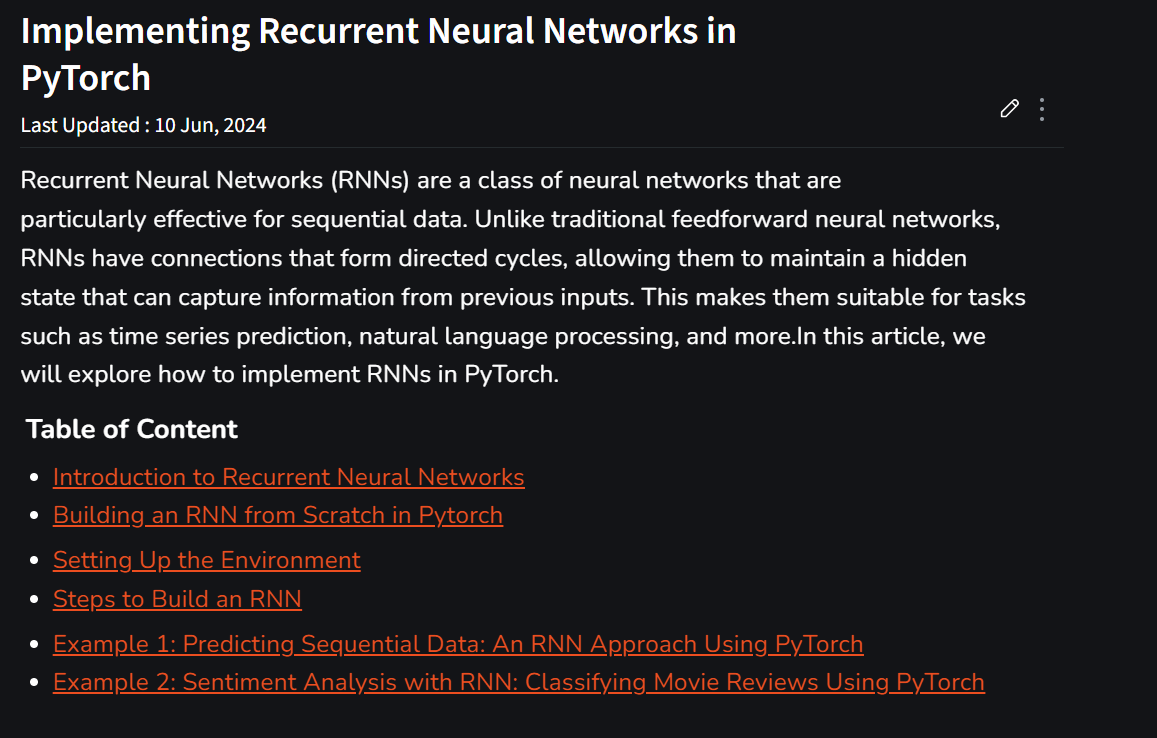 Implementing Recurrent Neural Networks in
PyTorch
Last Updated : 10 Jun, 2024
Recurrent Neural Networks (RNNs) are a class of neural networks that are
particularly effective for sequential data. Unlike traditional feedforward neural networks,
RNNs have connections that form directed cycles, allowing them to maintain a hidden
state that can capture information from previous inputs. This makes them suitable for tasks
such as time series prediction, natural language processing, and more.In this article, we
will explore how to implement RNNs in PyTorch.
Table of Content
Introduction to Recurrent Neural Networks
Building an RNN from Scratch in Pytorch
Setting Up the Environment
Steps to Build an RNN
Example 1: Predicting Sequential Data: An RNN Approach Using PyTorch
Example 2: Sentiment Analysis with RNN: Classifying Movie Reviews Using PyTorch